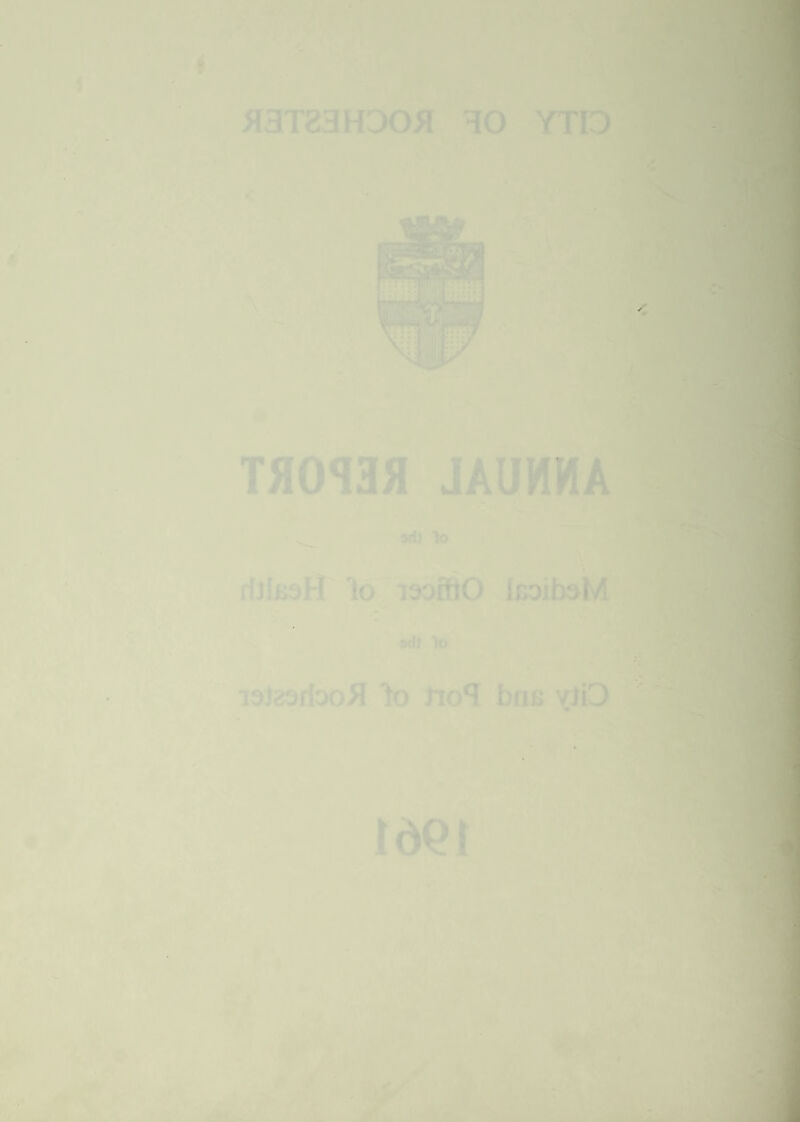 CITY OF ROCHESTER
ANNUAL REPORT
of the
Medical Officer of Health
of the
City and Port of Rochester
1961